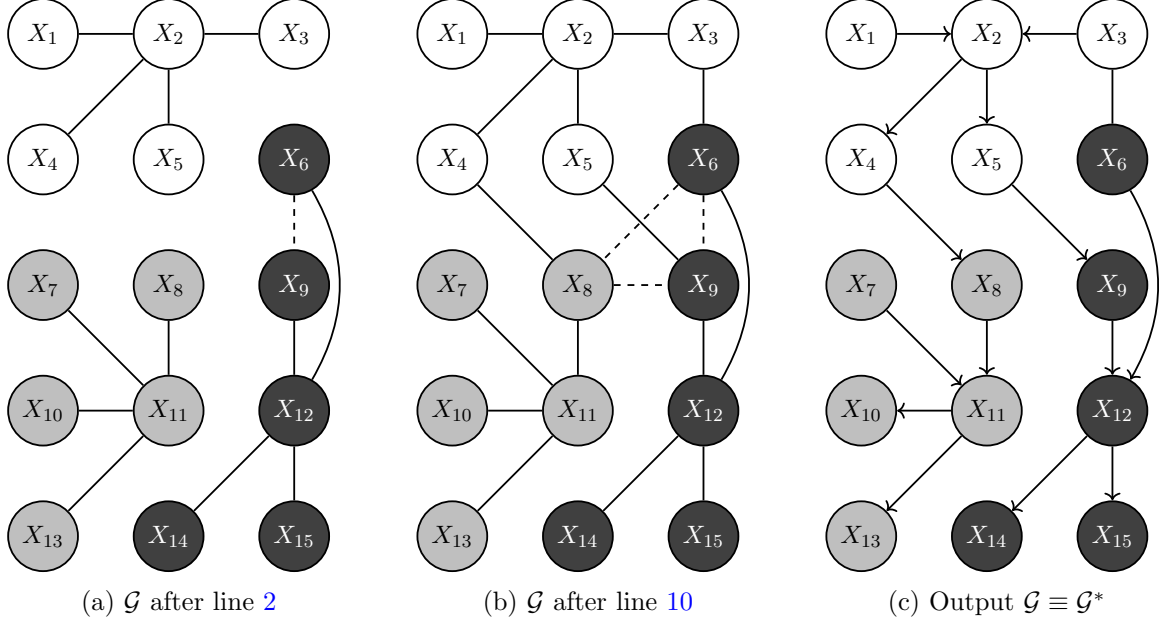 X₁ X₂ X₃ X₁ X₂ X₃ X₁ X₂ X₃
X₄ X₅ X₆ X₄ X₅ X₆ X₄ X₅ X₆
X₇ X₈ X₉ X₇ X₈ X₉ X₇ X₈ X₉
X₁₀ X₁₁ X₁₂ X₁₀ X₁₁ X₁₂ X₁₀ X₁₁ X₁₂
X₁₃ X₁₄ X₁₅ X₁₃ X₁₄ X₁₅ X₁₃ X₁₄ X₁₅
(a) 𝒢 after line 2 (b) 𝒢 after line 10 (c) Output 𝒢 ≡ 𝒢*